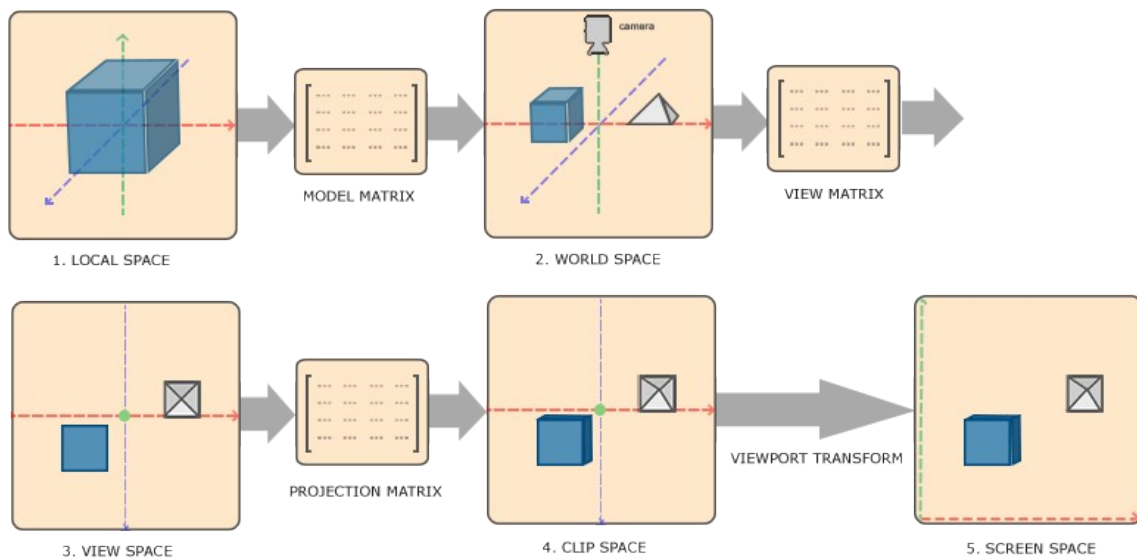 camera
MODEL MATRIX
VIEW MATRIX
1. LOCAL SPACE
2. WORLD SPACE
PROJECTION MATRIX
VIEWPORT TRANSFORM
3. VIEW SPACE
4. CLIP SPACE
5. SCREEN SPACE